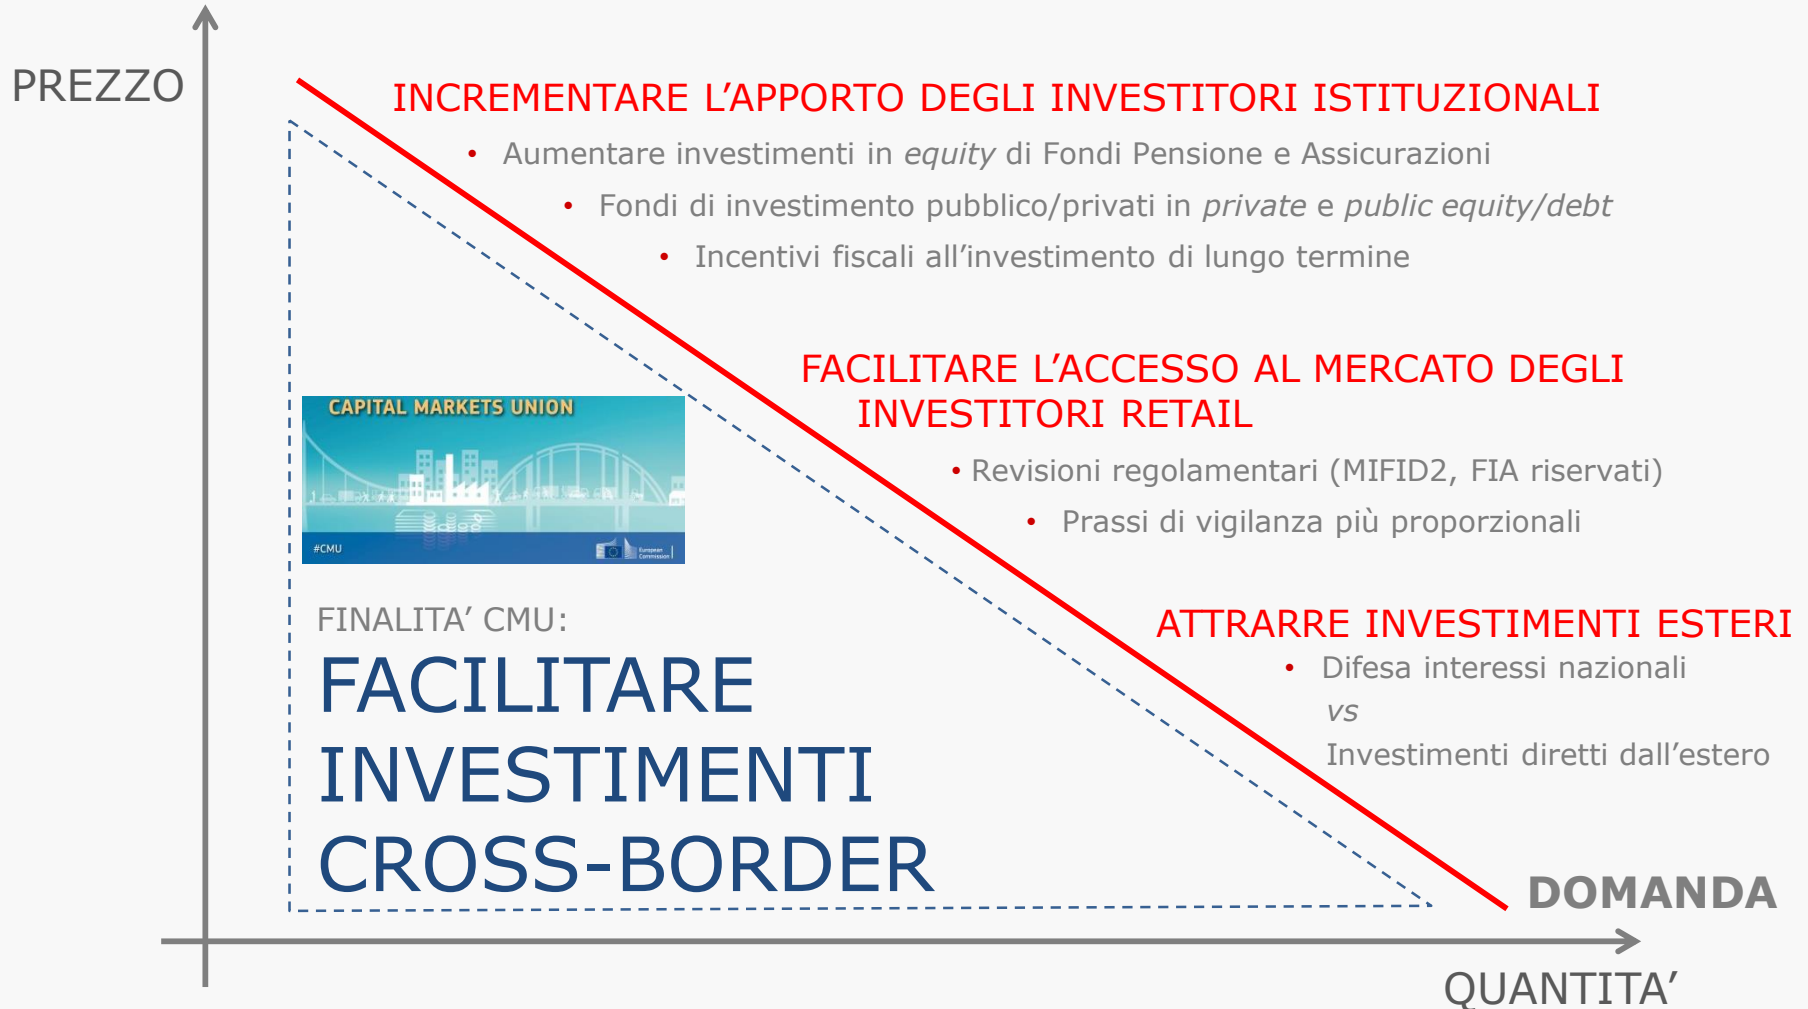 PREZZO
INCREMENTARE L’APPORTO DEGLI INVESTITORI ISTITUZIONALI
• Aumentare investimenti in equity di Fondi Pensione e Assicurazioni
• Fondi di investimento pubblico/privati in private e public equity/debt
• Incentivi fiscali all’investimento di lungo termine
FACILITARE L’ACCESSO AL MERCATO DEGLI
INVESTITORI RETAIL
• Revisioni regolamentari (MIFID2, FIA riservati)
• Prassi di vigilanza più proporzionali
ATTRARRE INVESTIMENTI ESTERI
• Difesa interessi nazionali
vs
Investimenti diretti dall’estero
CAPITAL MARKETS UNION
#CMU
European
Commission
FINALITA’ CMU:
FACILITARE
INVESTIMENTI
CROSS-BORDER
DOMANDA
QUANTITA’